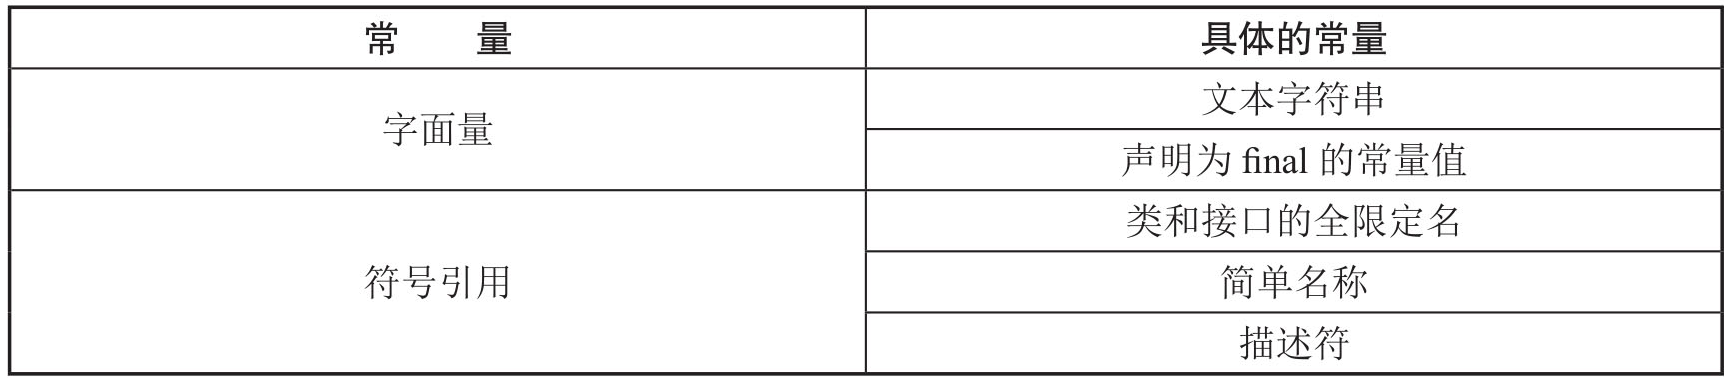 常 量 具体的常量
字面量 文本字符串
声明为 final 的常量值
符号引用 类和接口的全限定名
简单名称
描述符